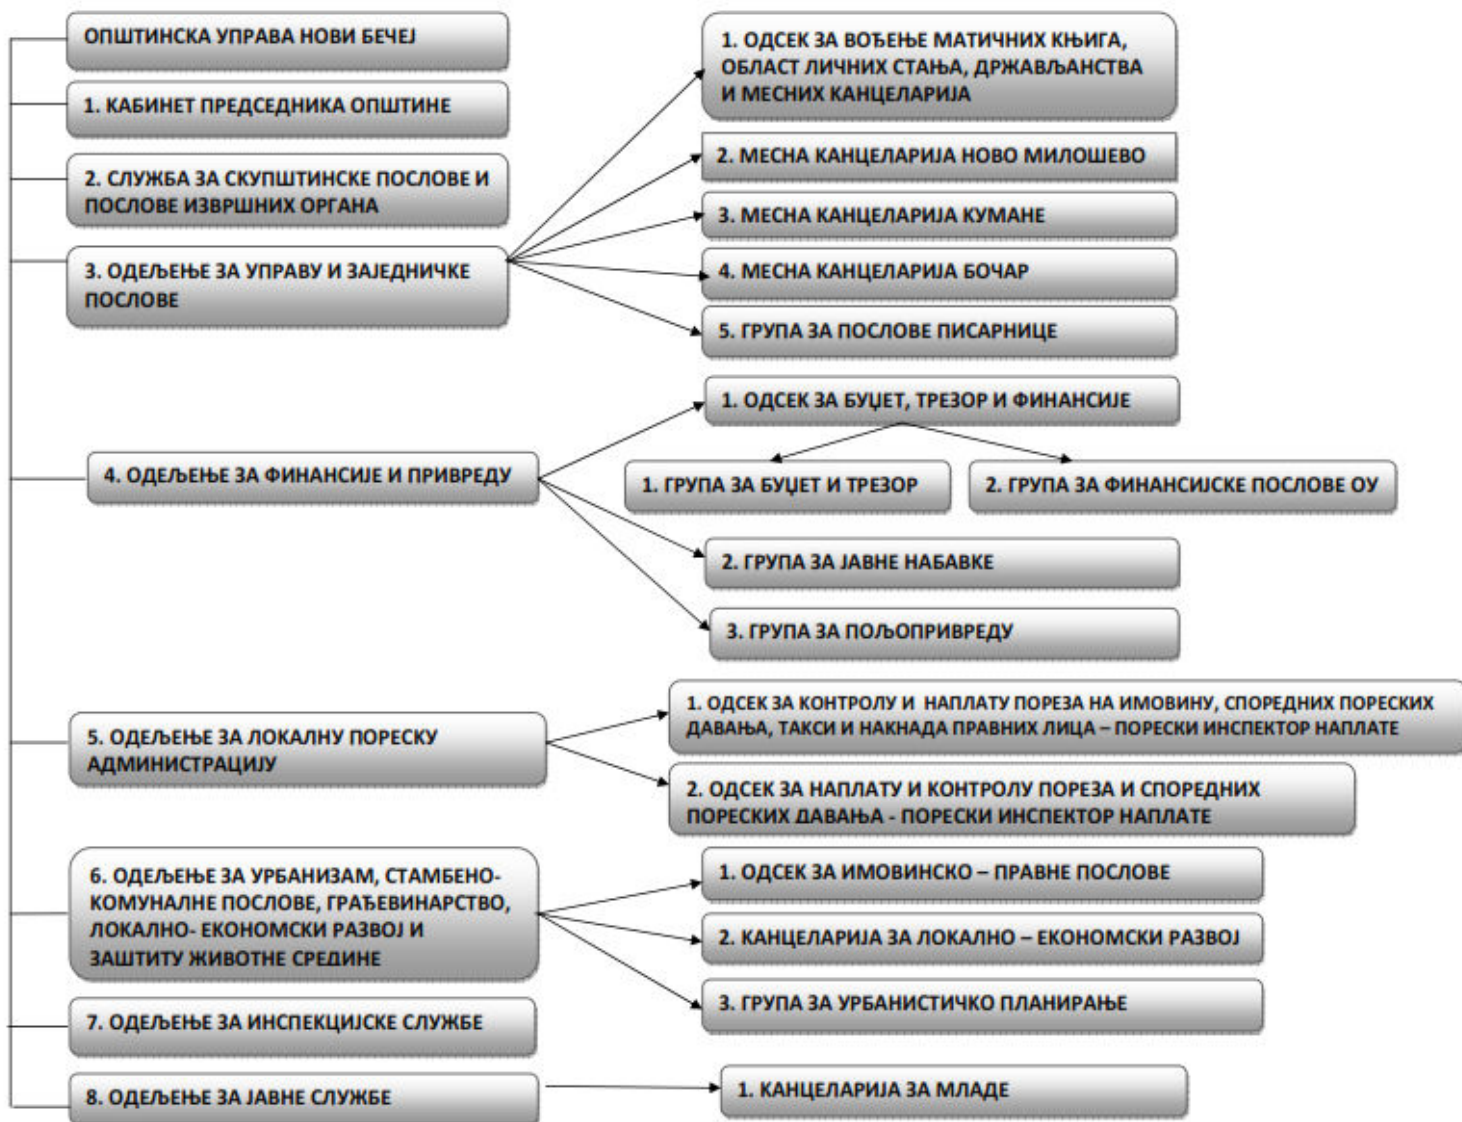 ОПШТИНСКА УПРАВА НОВИ БЕЧЕЈ
1. КАБИНЕТ ПРЕДСЕДНИКА ОПШТИНЕ
2. СЛУЖБА ЗА СКУПШТИНСКЕ ПОСЛОВЕ И
ПОСЛОВЕ ИЗВРШНИХ ОРГАНА
3. ОДЕЉЕЊЕ ЗА УПРАВУ И ЗАЈЕДНИЧКЕ
ПОСЛОВЕ
1. ОДСЕК ЗА ВОЂЕЊЕ МАТИЧНИХ КЊИГА,
ОБЛАСТ ЛИЧНИХ СТАЊА, ДРЖАВЉАНСТВА
И МЕСНИХ КАНЦЕЛАРИЈА
2. МЕСНА КАНЦЕЛАРИЈА НОВО МИЛОШЕВО
3. МЕСНА КАНЦЕЛАРИЈА КУМАНЕ
4. МЕСНА КАНЦЕЛАРИЈА БОЧАР
5. ГРУПА ЗА ПОСЛОВЕ ПИСАРНИЦЕ
4. ОДЕЉЕЊЕ ЗА ФИНАНСИЈЕ И ПРИВРЕДУ
1. ОДСЕК ЗА БУЏЕТ, ТРЕЗОР И ФИНАНСИЈЕ
1. ГРУПА ЗА БУЏЕТ И ТРЕЗОР
2. ГРУПА ЗА ФИНАНСИЈСКЕ ПОСЛОВЕ ОУ
2. ГРУПА ЗА ЈАВНЕ НАБАВКЕ
3. ГРУПА ЗА ПОЉОПРИВРЕДУ
5. ОДЕЉЕЊЕ ЗА ЛОКАЛНУ ПОРЕСКУ
АДМИНИСТРАЦИЈУ
1. ОДСЕК ЗА КОНТРОЛУ И НАПЛАТУ ПОРЕЗА НА ИМОВИНУ, СПОРЕДНИХ ПОРЕСКИХ
ДАВАЊА, ТАКСИ И НАКНАДА ПРАВНИХ ЛИЦА – ПОРЕСКИ ИНСПЕКТОР НАПЛАТЕ
2. ОДСЕК ЗА НАПЛАТУ И КОНТРОЛУ ПОРЕЗА И СПОРЕДНИХ
ПОРЕСКИХ ДАВАЊА - ПОРЕСКИ ИНСПЕКТОР НАПЛАТЕ
6. ОДЕЉЕЊЕ ЗА УРБАНИЗАМ, СТАМБЕНО-
КОМУНАЛНЕ ПОСЛОВЕ, ГРАЂЕВИНАРСТВО,
ЛОКАЛНО- ЕКОНОМСКИ РАЗВОЈ И
ЗАШТИТУ ЖИВОТНЕ СРЕДИНЕ
1. ОДСЕК ЗА ИМОВИНСКО – ПРАВНЕ ПОСЛОВЕ
2. КАНЦЕЛАРИЈА ЗА ЛОКАЛНО – ЕКОНОМСКИ РАЗВОЈ
3. ГРУПА ЗА УРБАНИСТИЧКО ПЛАНИРАЊЕ
7. ОДЕЉЕЊЕ ЗА ИНСПЕКЦИЈСКЕ СЛУЖБЕ
8. ОДЕЉЕЊЕ ЗА ЈАВНЕ СЛУЖБЕ
1. КАНЦЕЛАРИЈА ЗА МЛАДЕ